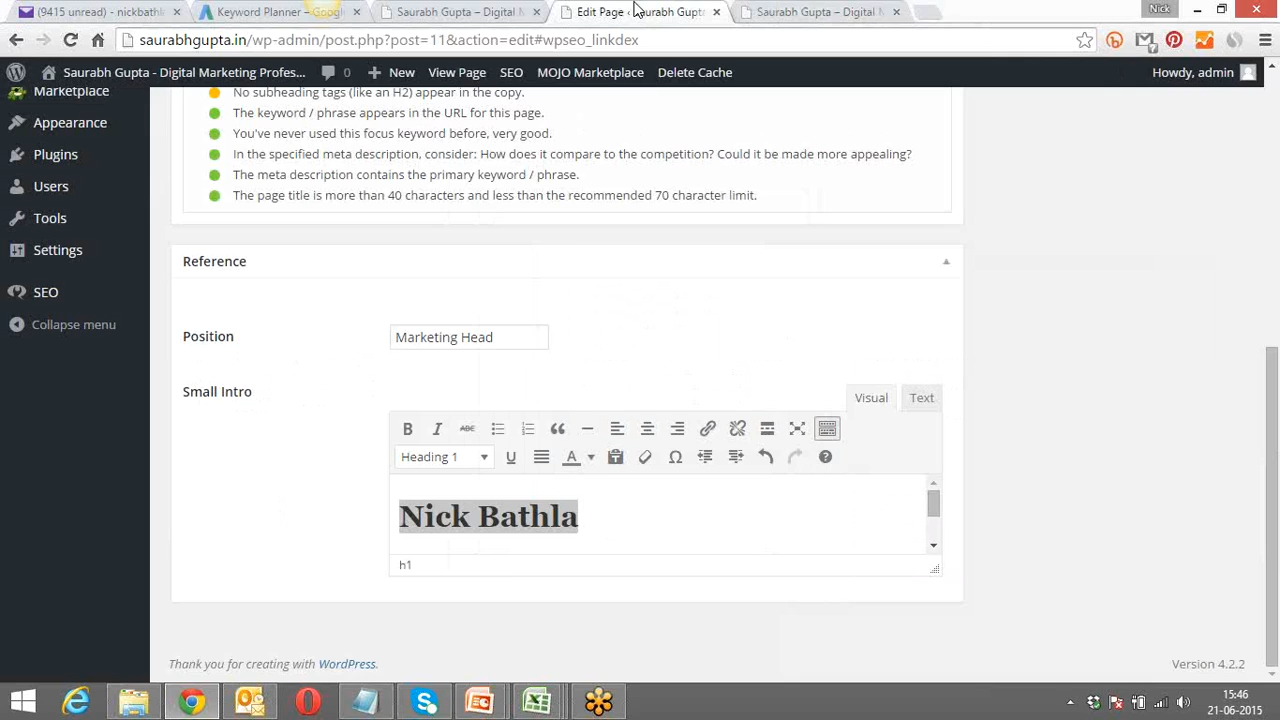 (9415 unread) - nickbathl
Keyword Planner – Googl
Saurabh Gupta – Digital M
Edit Page ‹ Saurabh Gupt
Saurabh Gupta – Digital M
Nick
saurabhgupta.in/wp-admin/post.php?post=11&action=edit#wpseo_linkdex
Saurabh Gupta - Digital Marketing Profes...
0
New
View Page
SEO
MOJO Marketplace
Delete Cache
Howdy, admin
Marketplace
Appearance
Plugins
Users
Tools
Settings
SEO
Collapse menu
No subheading tags (like an H2) appear in the copy.
The keyword / phrase appears in the URL for this page.
You've never used this focus keyword before, very good.
In the specified meta description, consider: How does it compare to the competition? Could it be made more appealing?
The meta description contains the primary keyword / phrase.
The page title is more than 40 characters and less than the recommended 70 character limit.
Reference
Position
Marketing Head
Small Intro
Visual
Text
B I ABC
Heading 1
U
A
Nick Bathla
h1
Thank you for creating with WordPress.
Version 4.2.2
15:46
21-06-2015